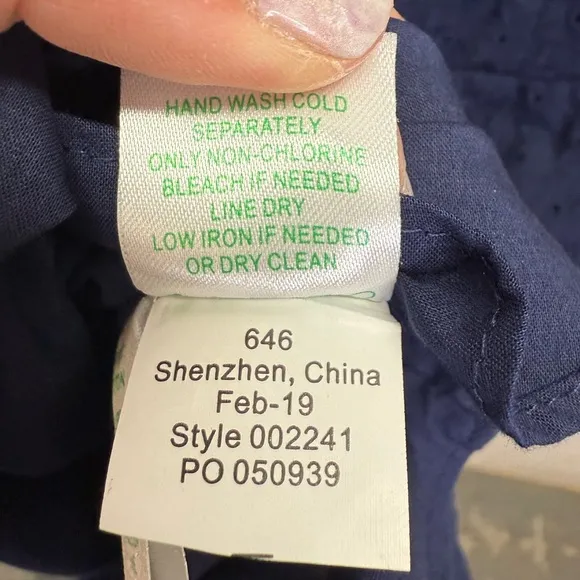 HAND WASH COLD
SEPARATELY
ONLY NON-CHLORINE
BLEACH IF NEEDED
LINE DRY
LOW IRON IF NEEDED
OR DRY CLEAN
646
Shenzhen, China
Feb-19
Style 002241
PO 050939